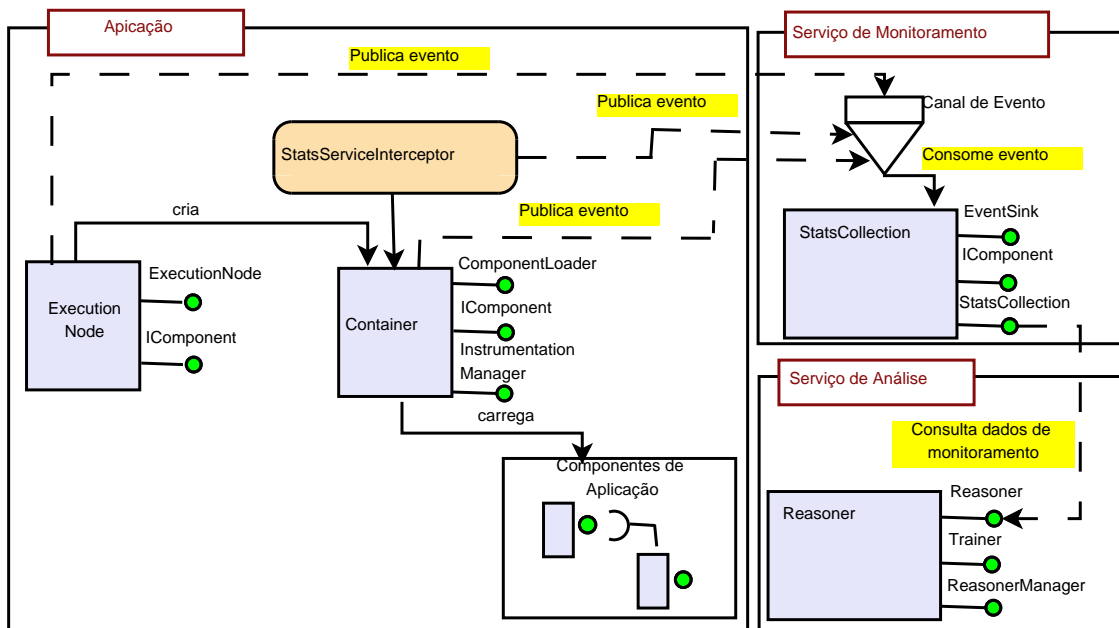 Apicação
Publica evento
Publica evento
StatsServiceInterceptor
cria
Publica evento
Execution
Node
ExecutionNode
IComponent
Container
ComponentLoader
IComponent
Instrumentation
Manager
carrega
Componentes de
Aplicação
Serviço de Monitoramento
Canal de Evento
Consome evento
StatsCollection
EventSink
IComponent
StatsCollection
Serviço de Análise
Consulta dados de
monitoramento
Reasoner
Reasoner
Trainer
ReasonerManager